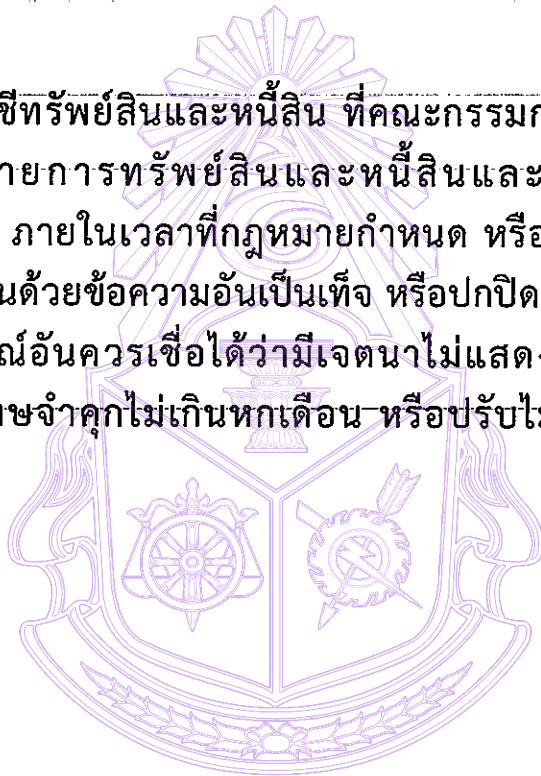 ชีทรัพย์สินและหนี้สิน ที่คณะกรรมก
ายการทรัพย์สินและหนี้สินและ
ภายในเวลาที่กฎหมายกำหนด หรือ
นด้วยข้อความอันเป็นเท็จ หรือปกปิด
ณ์อันควรเชื่อได้ว่ามีเจตนาไม่แสด
ษจำคุกไม่เกินหกเดือน หรือปรับไม